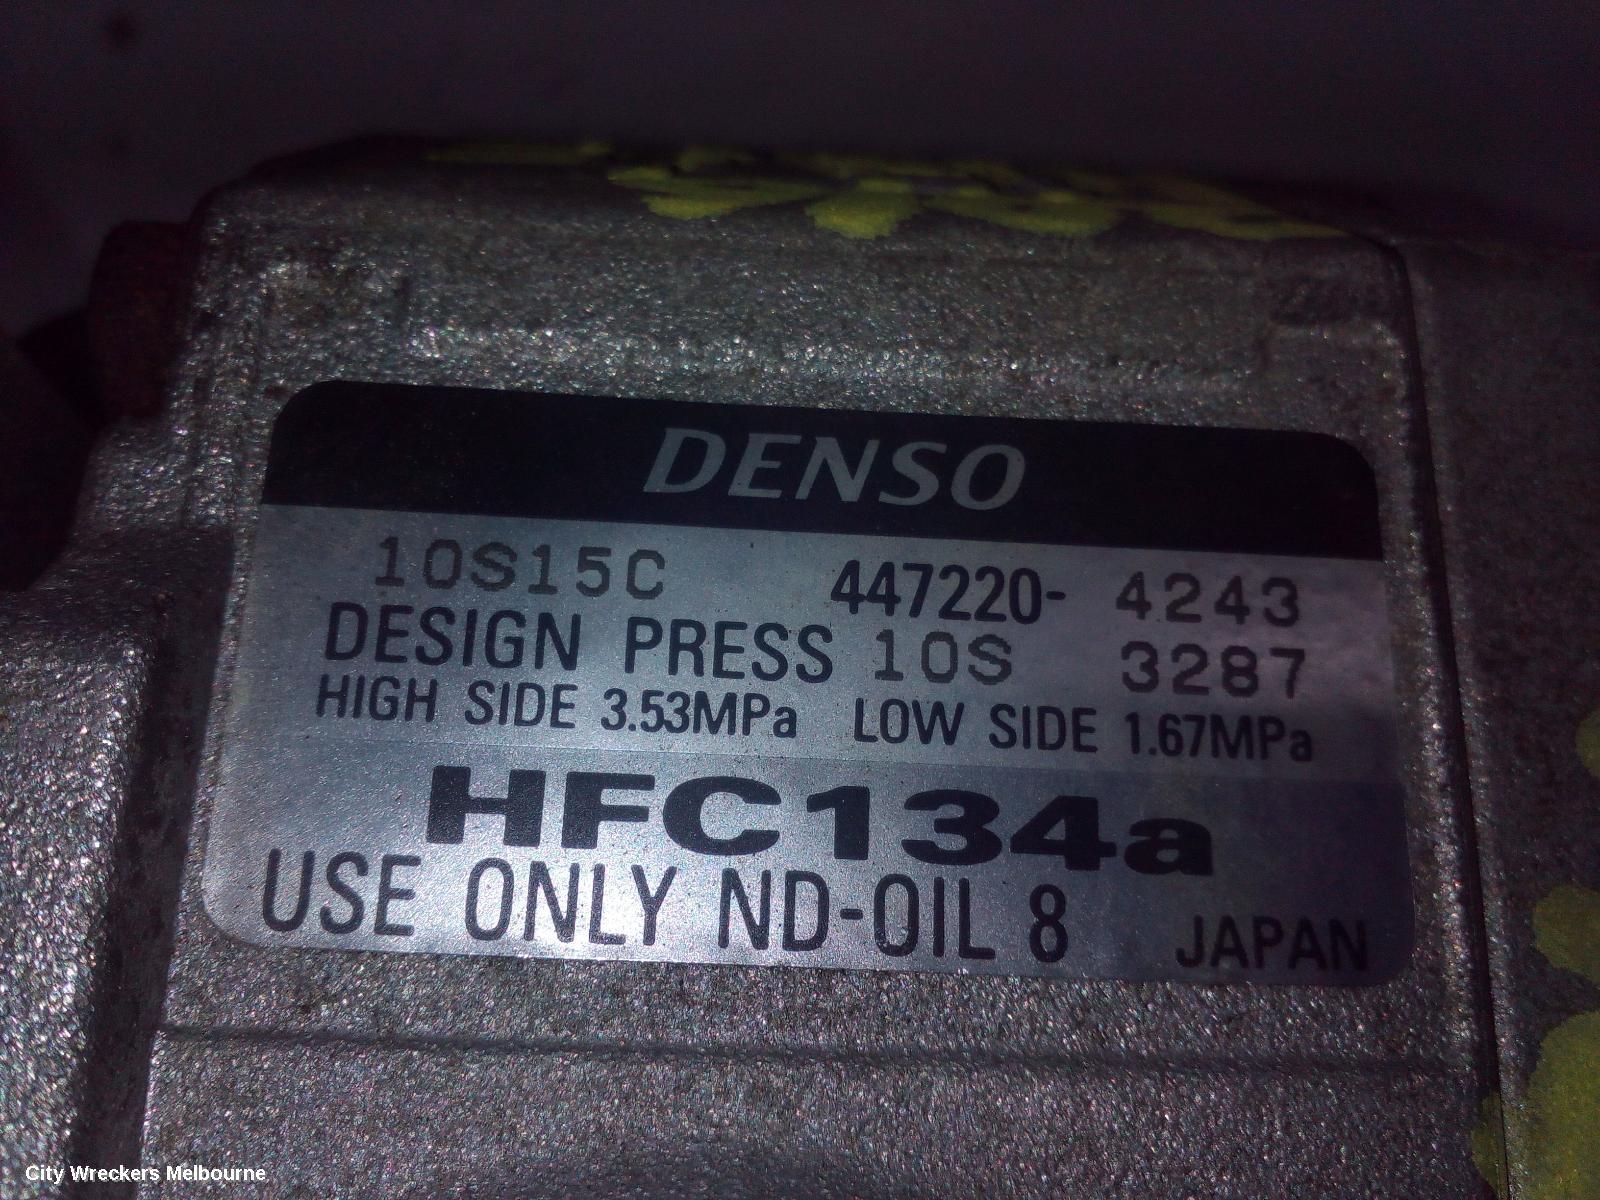 DENSO
10S15C 447220- 4243
DESIGN PRESS 10S 3287
HIGH SIDE 3.53MPa LOW SIDE 1.67MPa
HFC134a
USE ONLY ND-OIL 8 JAPAN
City Wreckers Melbourne